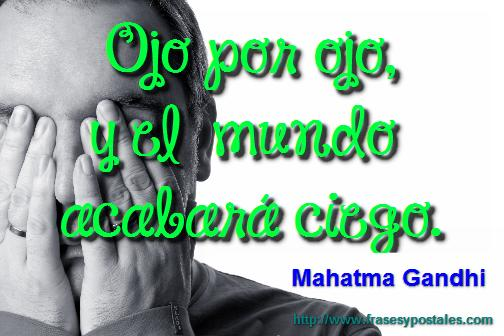 Ojo por ojo,
y el mundo
acabará ciego.
Mahatma Gandhi
http://www.frasesypostales.com